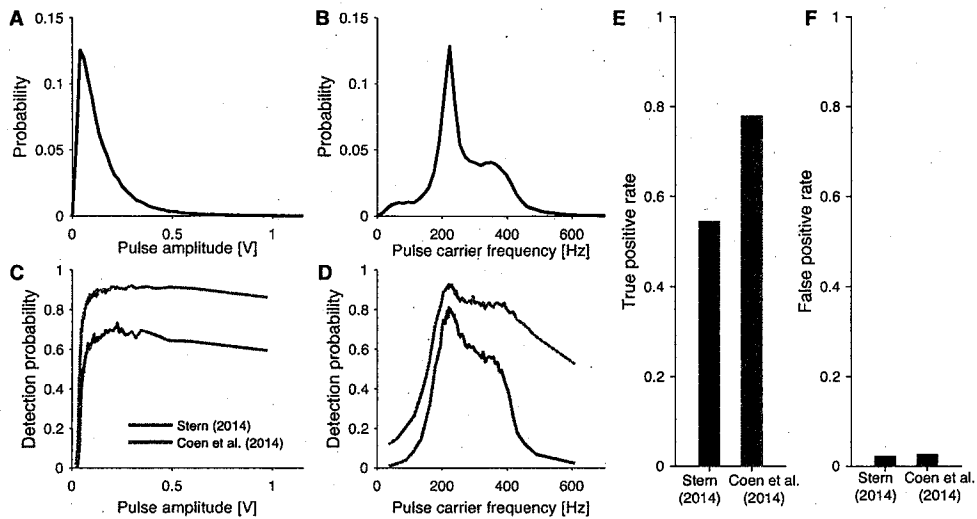 A
0.15
0.1
0.05
0
Probability
0
0.5
1
Pulse amplitude [V]
B
0.15
0.1
0.05
0
Probability
0
200
400
600
Pulse carrier frequency [Hz]
C
1
0.8
0.6
0.4
0.2
0
Detection probability
Stern (2014)
Coen et al. (2014)
0
0.5
1
Pulse amplitude [V]
D
1
0.8
0.6
0.4
0.2
0
Detection probability
0
200
400
600
Pulse carrier frequency [Hz]
E
1
0.8
0.6
0.4
0.2
0
True positive rate
Stern
(2014)
Coen et al.
(2014)
F
1
0.8
0.6
0.4
0.2
0
False positive rate
Stern
(2014)
Coen et al.
(2014)